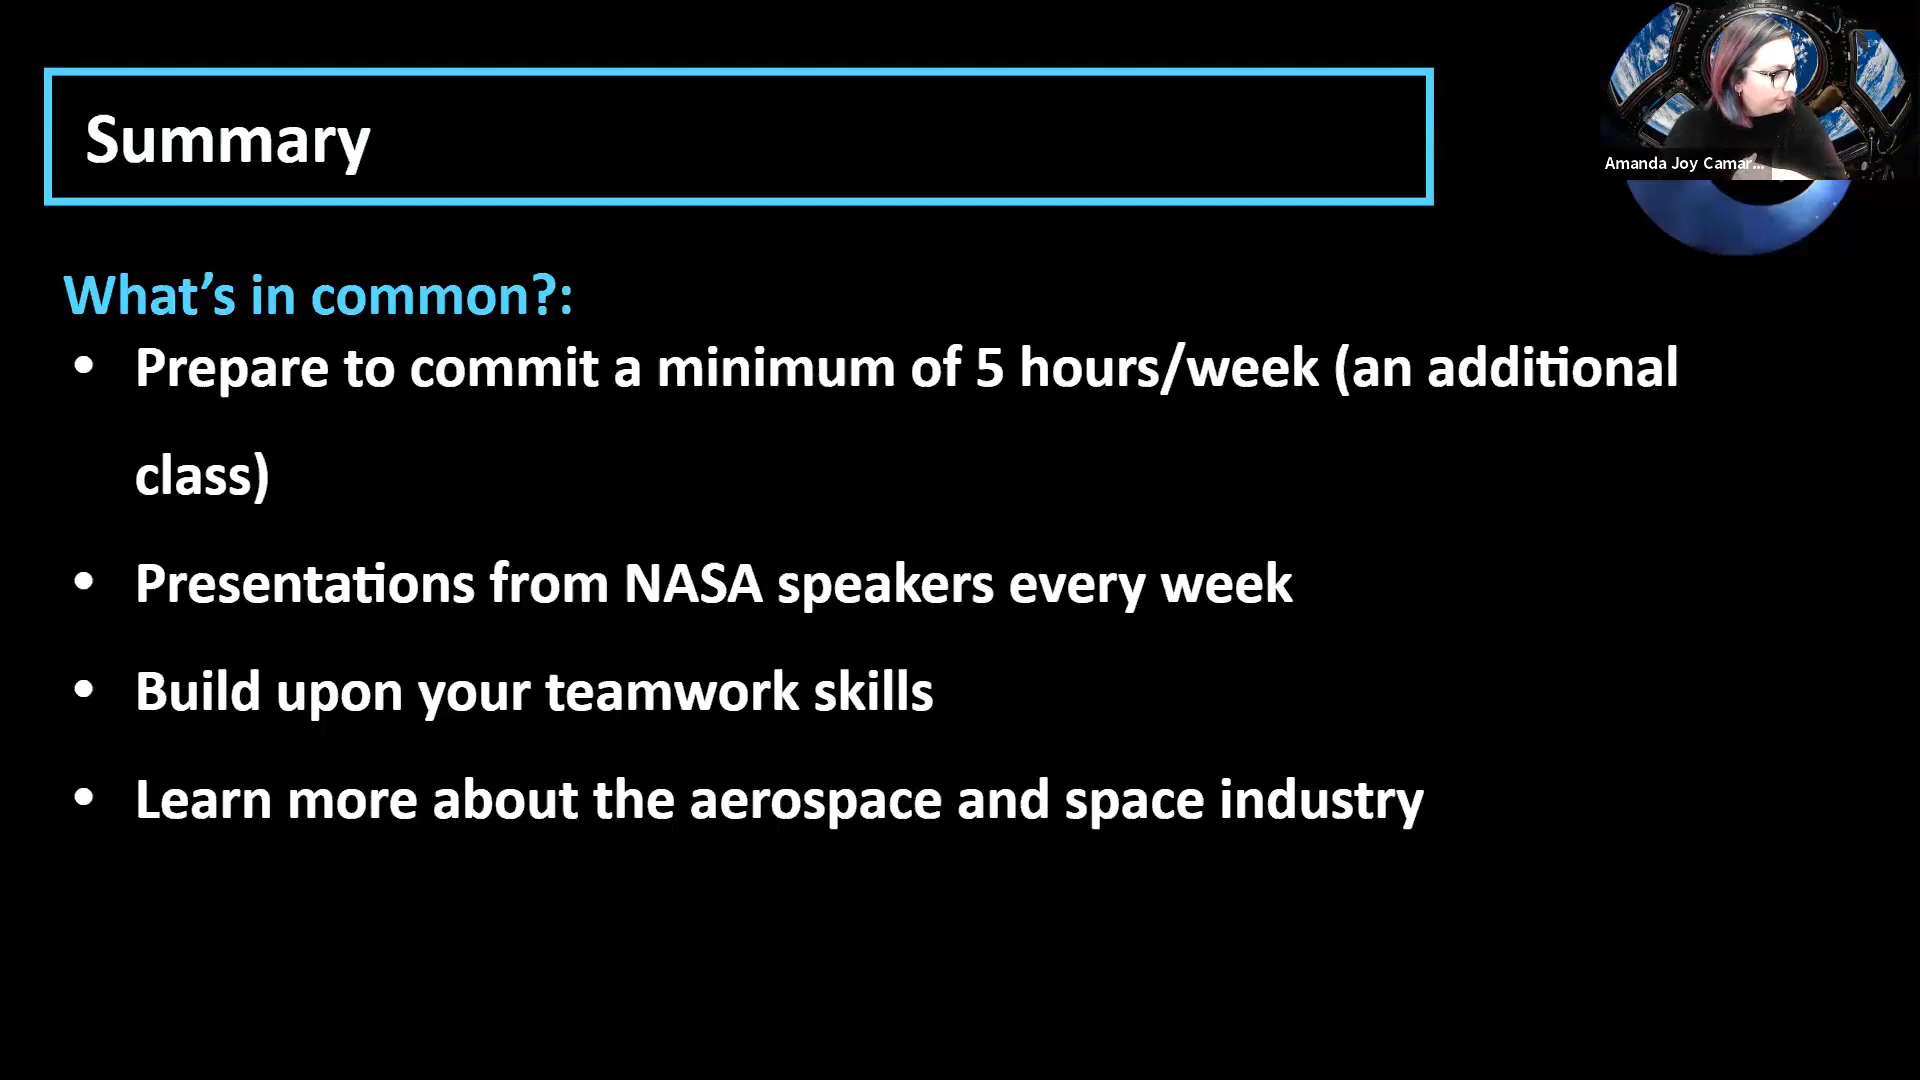 Summary
Amanda Joy Camar...
What’s in common?:
• Prepare to commit a minimum of 5 hours/week (an additional
class)
• Presentations from NASA speakers every week
• Build upon your teamwork skills
• Learn more about the aerospace and space industry